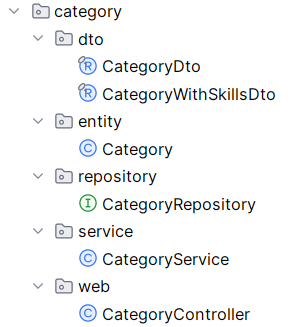 category
dto
R CategoryDto
R CategoryWithSkillsDto
entity
C Category
repository
I CategoryRepository
service
C CategoryService
web
C CategoryController